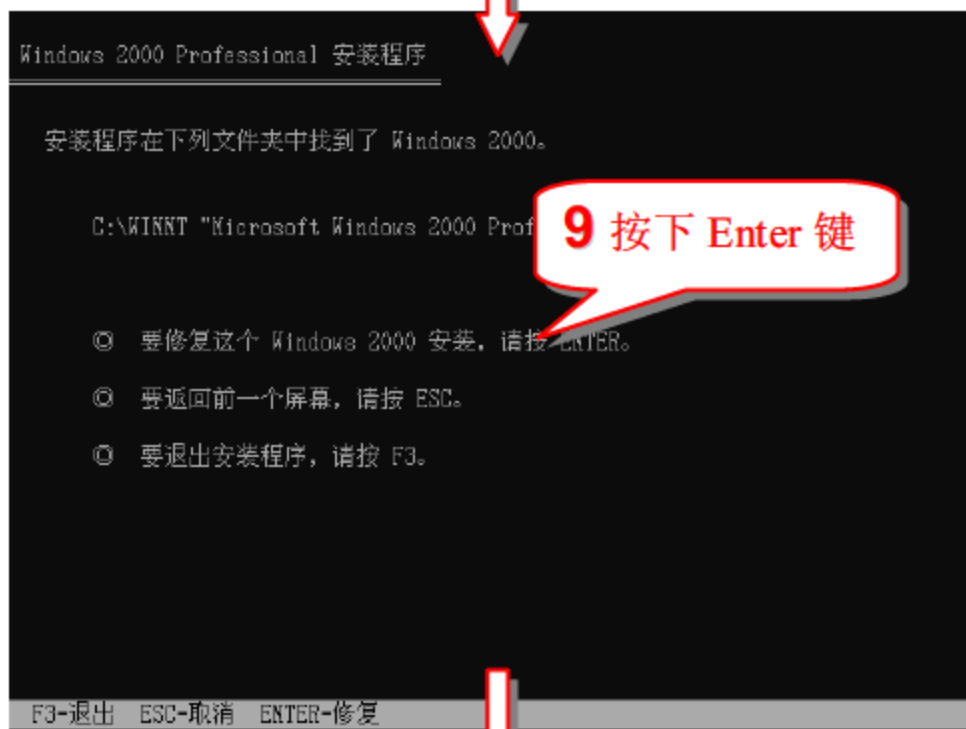 Windows 2000 Professional 安装程序
安装程序在下列文件夹中找到了 Windows 2000。
C:\WINNT "Microsoft Windows 2000 Prof
9 按下 Enter 键
◎ 要修复这个 Windows 2000 安装，请按 ENTER。
◎ 要返回前一个屏幕，请按 ESC。
◎ 要退出安装程序，请按 F3。
F3-退出 ESC-取消 ENTER-修复